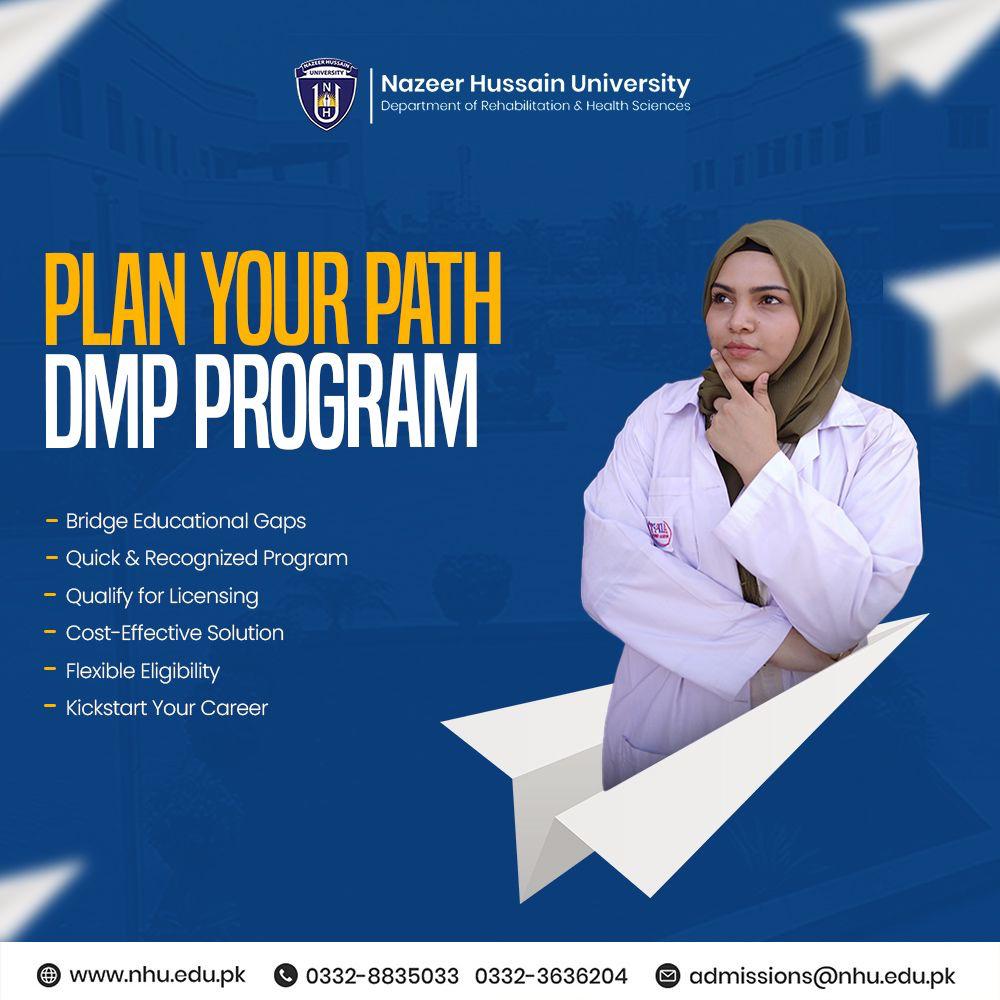 NAZEER HUSSAIN
UNIVERSITY
N
U
H
Nazeer Hussain University
Department of Rehabilitation & Health Sciences
PLAN YOUR PATH
DMP PROGRAM
– Bridge Educational Gaps
– Quick & Recognized Program
– Qualify for Licensing
– Cost-Effective Solution
– Flexible Eligibility
– Kickstart Your Career
www.nhu.edu.pk 0332-8835033 0332-3636204 admissions@nhu.edu.pk